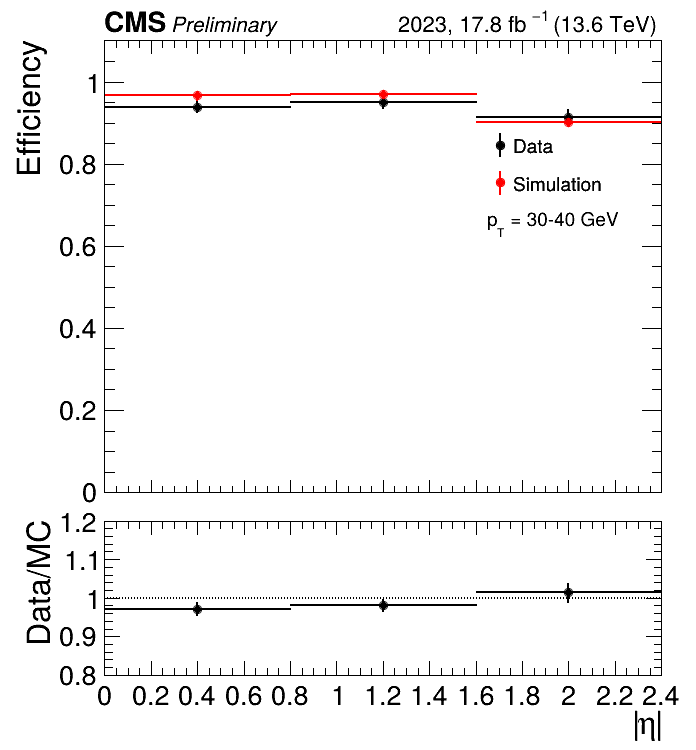 CMS Preliminary 2023, 17.8 fb⁻¹ (13.6 TeV)
Efficiency
1
0.8
0.6
0.4
0.2
0
Data
Simulation
p_T = 30-40 GeV
Data/MC
1.2
1.1
1
0.9
0.8
0 0.2 0.4 0.6 0.8 1 1.2 1.4 1.6 1.8 2 2.2 2.4
|η|